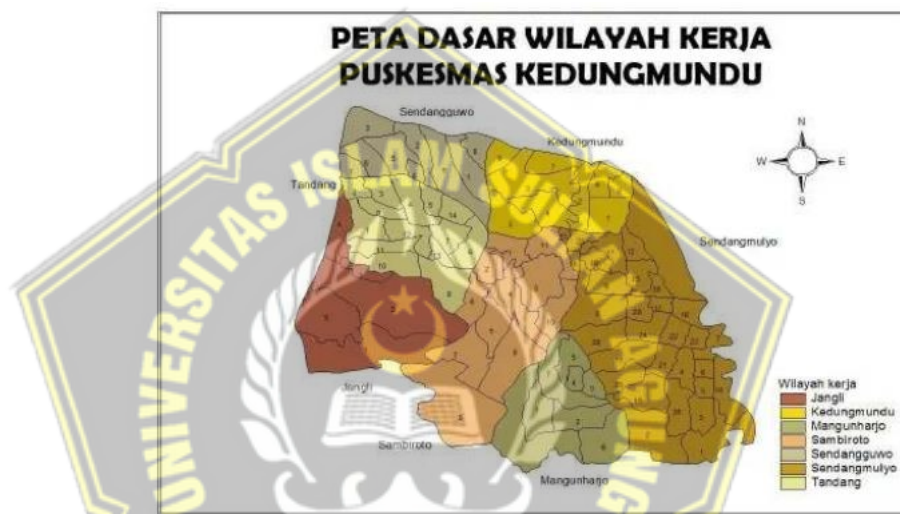 PETA DASAR WILAYAH KERJA
PUSKESMAS KEDUNGMUNDU
Sendangguwo
Kedungmundu
Tandang
Sendangmulyo
N
W E
S
Jangli
Sambiroto
Mangunharjo
Wilayah kerja
Jangli
Kedungmundu
Mangunharjo
Sambiroto
Sendangguwo
Sendangmulyo
Tandang
UNIVERSITAS ISLAM SULTAN AGUNG